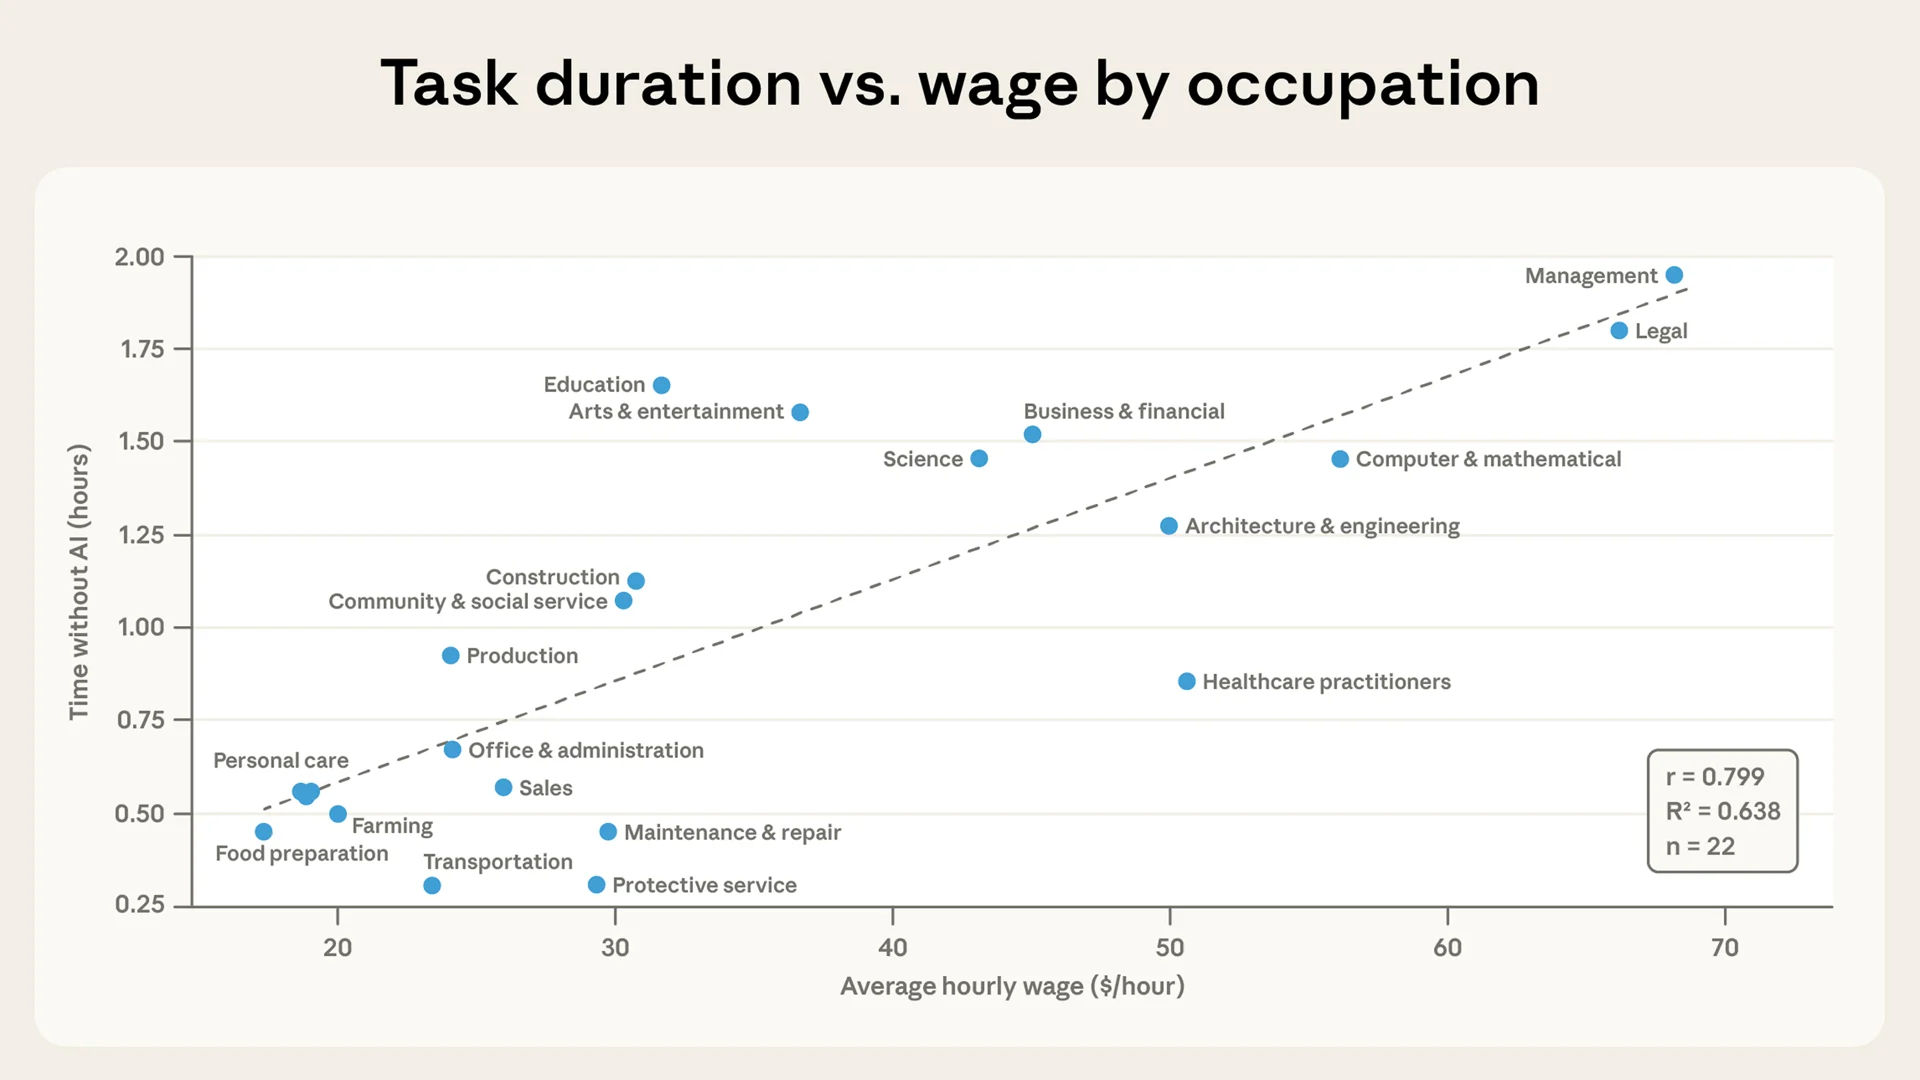 Task duration vs. wage by occupation
Time without AI (hours)
2.00
1.75
1.50
1.25
1.00
0.75
0.50
0.25
Management
Legal
Education
Arts & entertainment
Business & financial
Science
Computer & mathematical
Architecture & engineering
Construction
Community & social service
Production
Healthcare practitioners
Office & administration
Personal care
Sales
Farming
Maintenance & repair
Food preparation
Transportation
Protective service
r = 0.799
R² = 0.638
n = 22
20
30
40
50
60
70
Average hourly wage ($/hour)